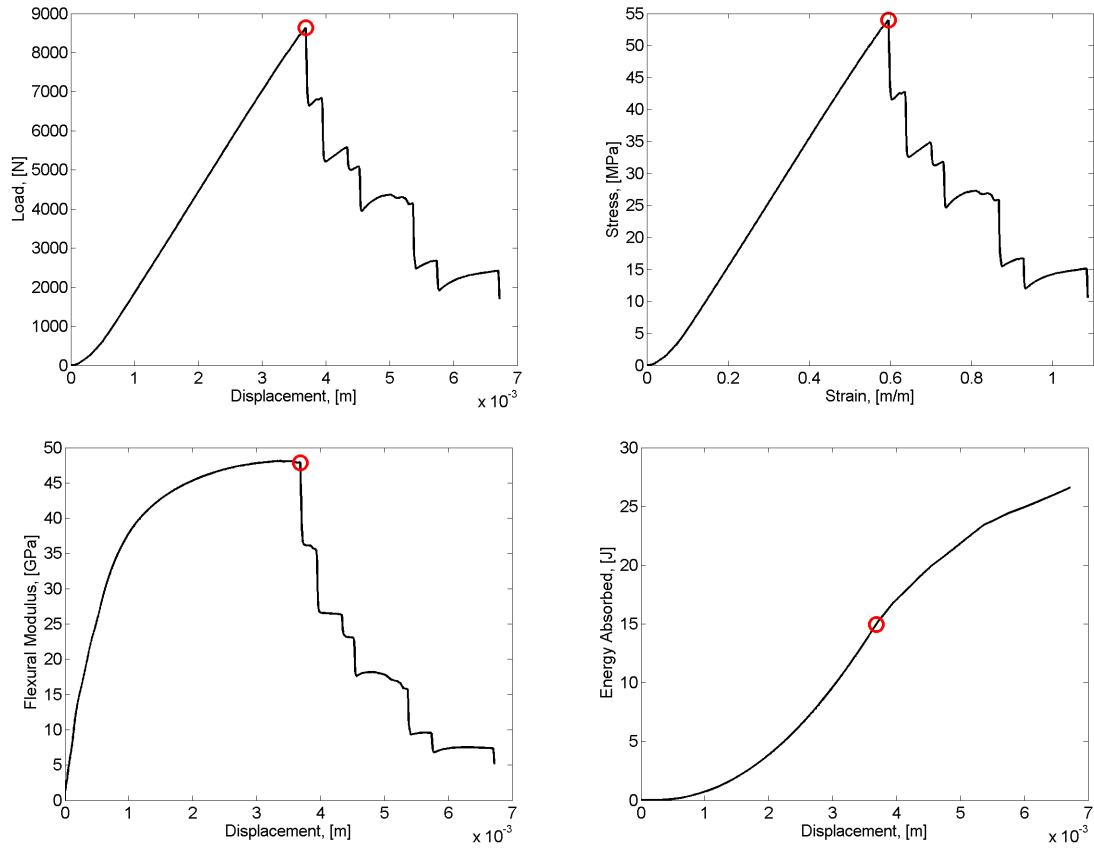 9000
8000
7000
6000
5000
4000
3000
2000
1000
0
Load, [N]
0 1 2 3 4 5 6 7
Displacement, [m]
x 10⁻³
55
50
45
40
35
30
25
20
15
10
5
0
Stress, [MPa]
0 0.2 0.4 0.6 0.8 1
Strain, [m/m]
50
45
40
35
30
25
20
15
10
5
0
Flexural Modulus, [GPa]
0 1 2 3 4 5 6 7
Displacement, [m]
x 10⁻³
30
25
20
15
10
5
0
Energy Absorbed, [J]
0 1 2 3 4 5 6 7
Displacement, [m]
x 10⁻³